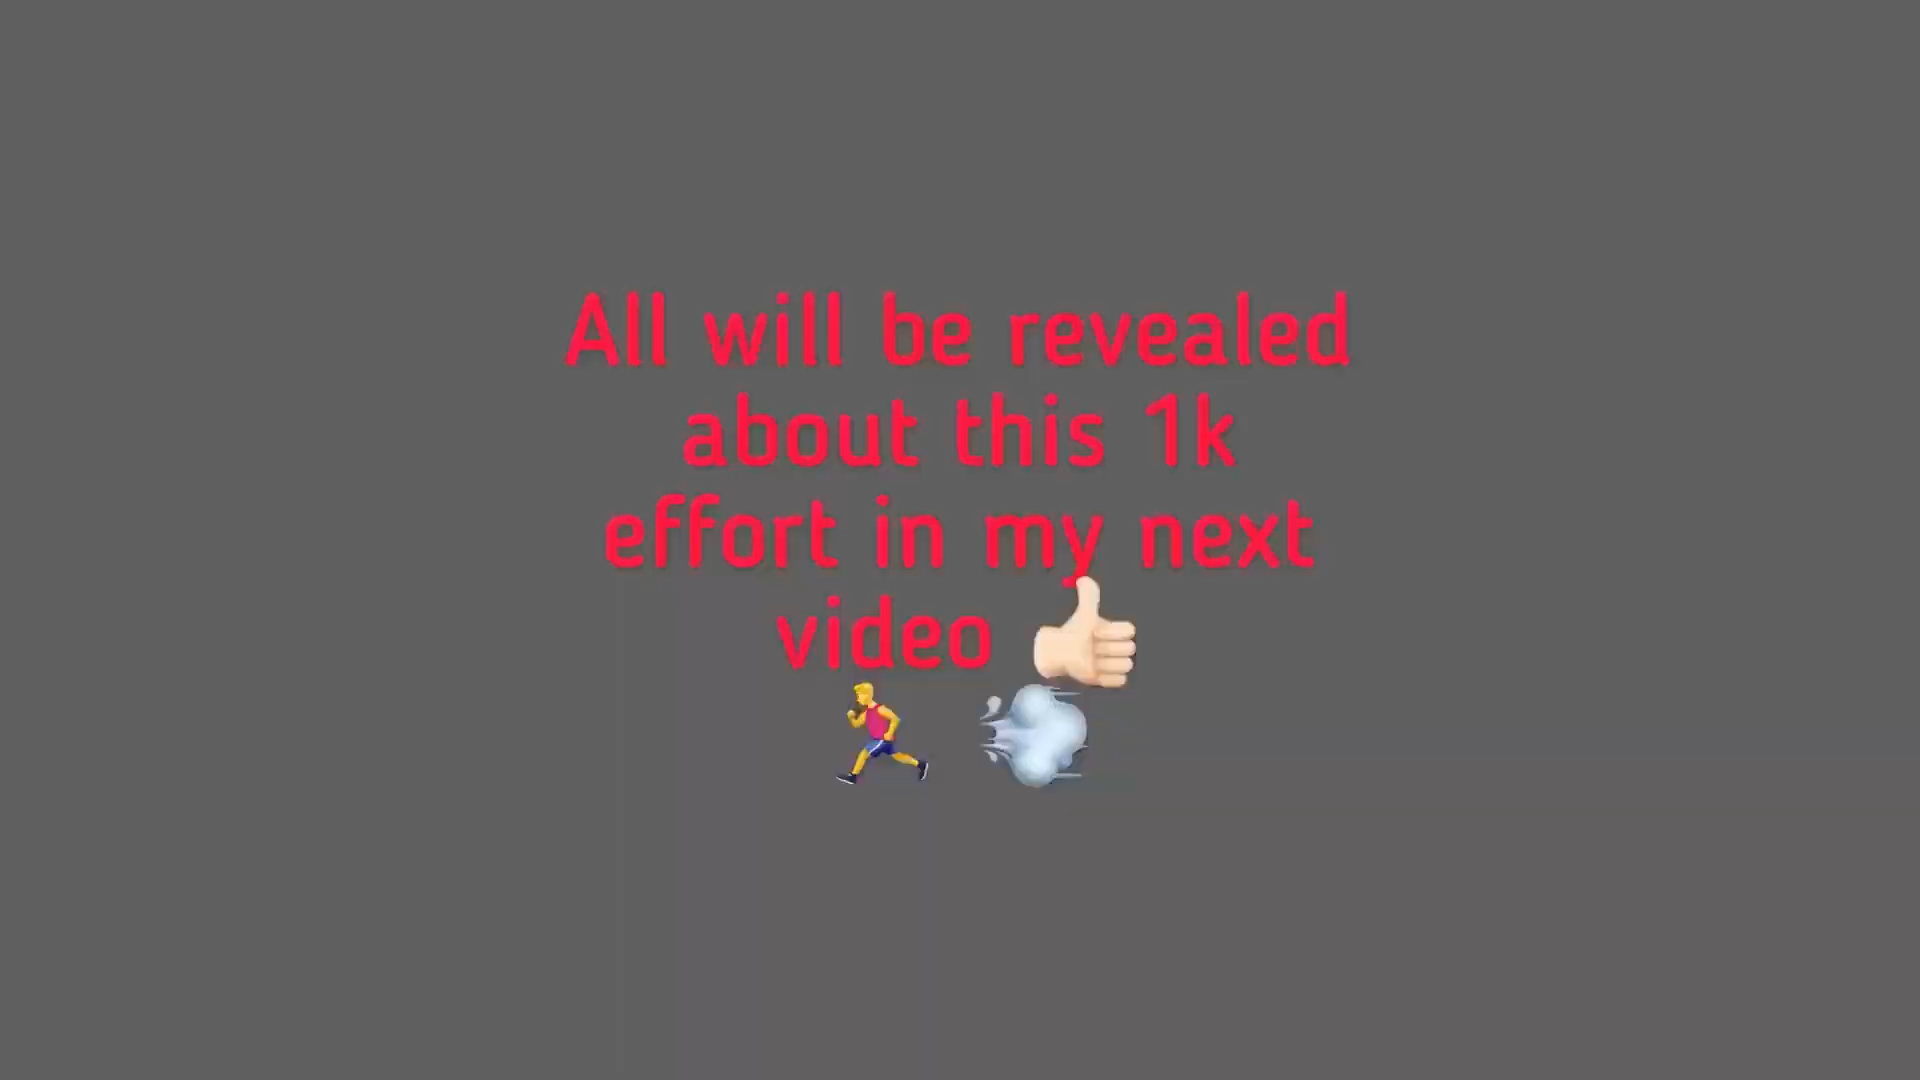 All will be revealed
about this 1k
effort in my next
video 👍🏻
🏃‍♂️ 💨